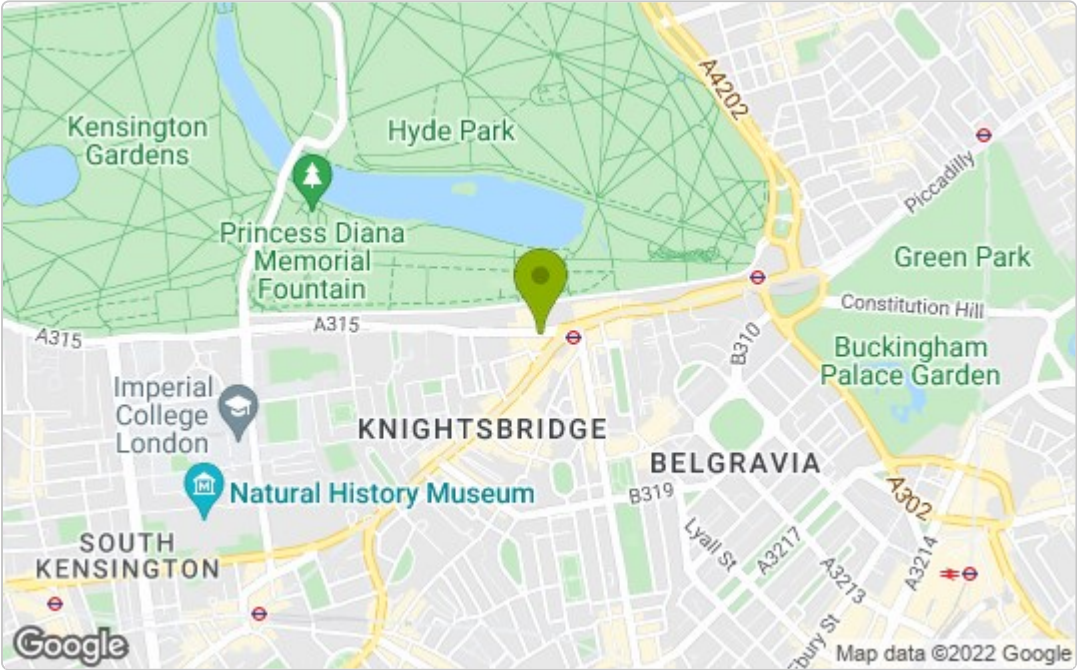 A4202
Kensington
Gardens
Hyde Park
Piccadilly
Princess Diana
Memorial
Fountain
Green Park
Constitution Hill
A315
A315
B310
Buckingham
Palace Garden
Imperial
College
London
KNIGHTSBRIDGE
BELGRAVIA
Natural History Museum
B319
A302
SOUTH
KENSINGTON
Lyall St
A3217
A3213
A3214
Ebury St
Google
Map data ©2022 Google